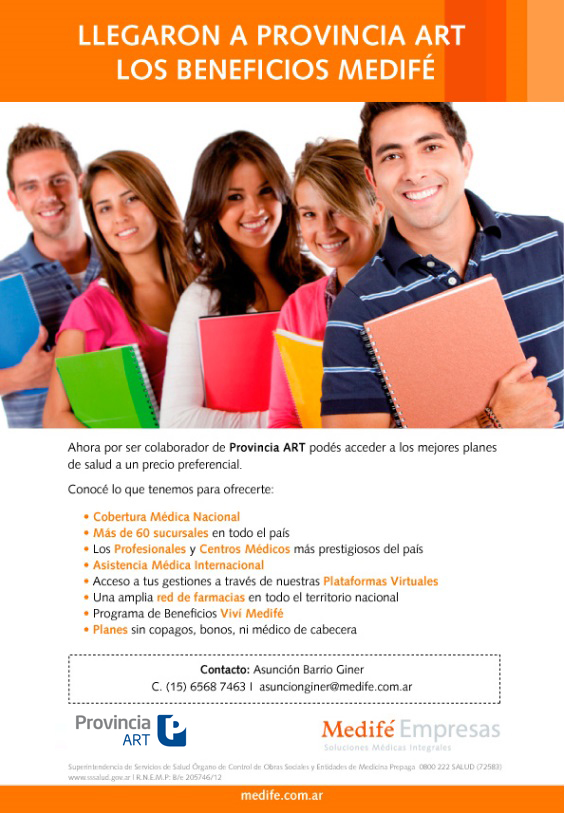 LLEGARON A PROVINCIA ART
LOS BENEFICIOS MEDIFÉ
Ahora por ser colaborador de Provincia ART podés acceder a los mejores planes
de salud a un precio preferencial.
Conocé lo que tenemos para ofrecerte:
• Cobertura Médica Nacional
• Más de 60 sucursales en todo el país
• Los Profesionales y Centros Médicos más prestigiosos del país
• Asistencia Médica Internacional
• Acceso a tus gestiones a través de nuestras Plataformas Virtuales
• Una amplia red de farmacias en todo el territorio nacional
• Programa de Beneficios Viví Medifé
• Planes sin copagos, bonos, ni médico de cabecera
Contacto: Asunción Barrio Giner
C. (15) 6568 7463 I asuncionginer@medife.com.ar
Provincia
ART
Medifé Empresas
Soluciones Médicas Integrales
Superintendencia de Servicios de Salud Órgano de Control de Obras Sociales y Entidades de Medicina Prepaga 0800 222 SALUD (72583)
www.sssalud.gov.ar I R.N.E.M.P: B/e 205746/12
medife.com.ar